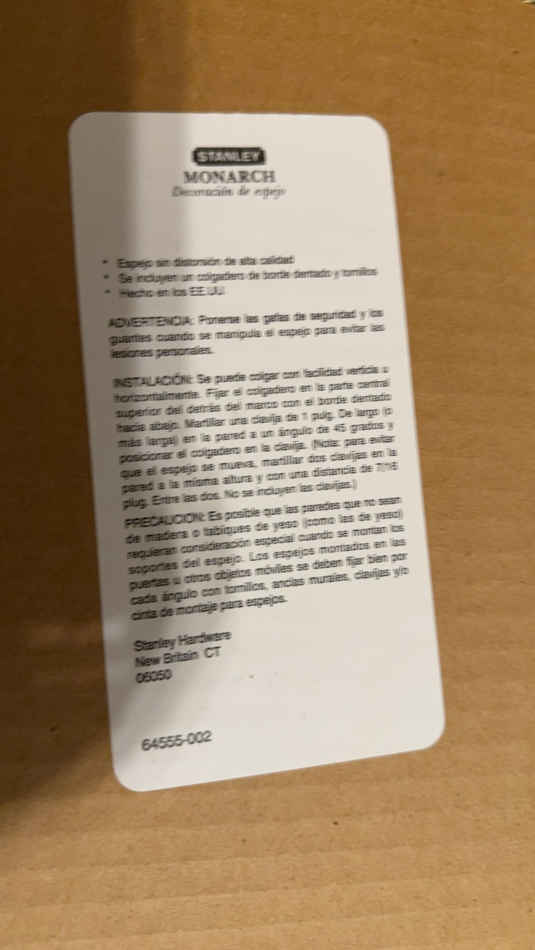 STANLEY
MONARCH
Decoración de espejo
* Espejo sin distorsión de alta calidad
* Se incluyen un colgadero de borde dentado y tornillos
* Hecho en los EE.UU.
ADVERTENCIA: Ponerse las gafas de seguridad y los
guantes cuando se manipula el espejo para evitar las
lesiones personales.
INSTALACIÓN: Se puede colgar con facilidad verticla u
horizontalmente. Fijar el colgadero en la parte central
superior del detrás del marco con el borde dentado
hacia abajo. Martillar una clavija de 1 pulg. De largo (o
más larga) en la pared a un ángulo de 45 grados y
posicionar el colgadero en la clavija. (Nota: para evitar
que el espejo se mueva, martillar dos clavijas en la
pared a la misma altura y con una distancia de 7/16
plug. Entre las dos. No se incluyen las clavijas.)
PRECAUCION: Es posible que las paredes que no sean
de madera o tabiques de yeso (como las de yeso)
requieran consideración especial cuando se montan los
soportes del espejo. Los espejos montados en las
puertas u otros objetos móviles se deben fijar bien por
cada ángulo con tornillos, anclas murales, clavijas y/o
cinta de montaje para espejos.
Stanley Hardware
New Britain CT
06050
64555-002